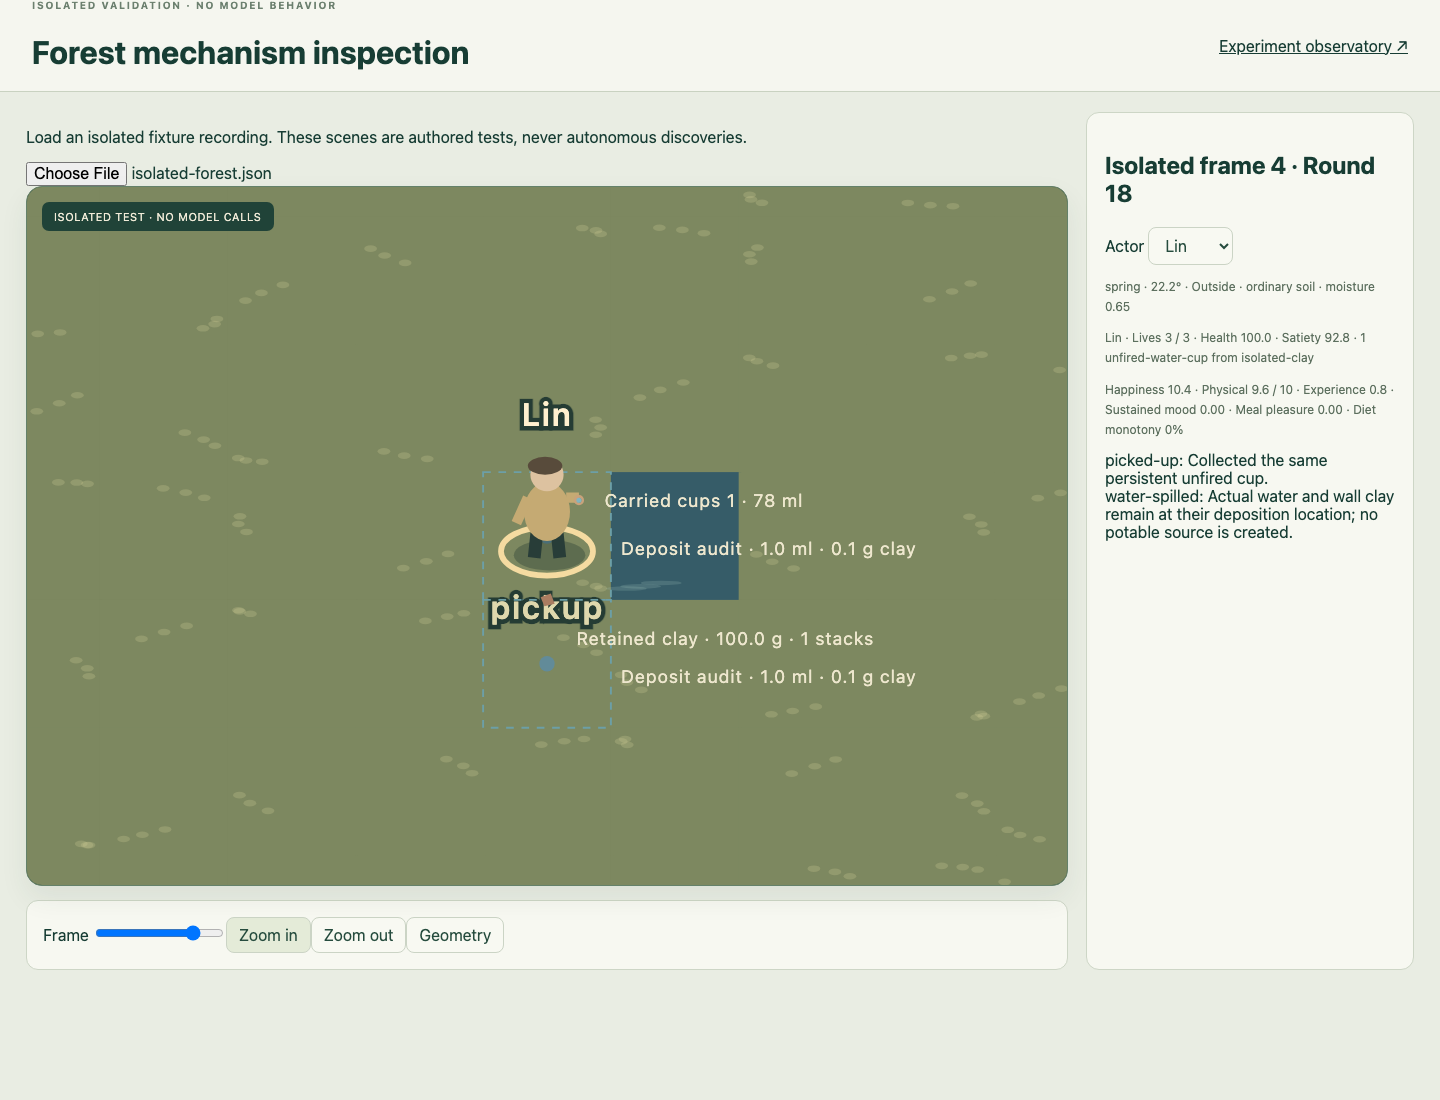 ISOLATED VALIDATION · NO MODEL BEHAVIOR
Forest mechanism inspection
Experiment observatory ↗
Load an isolated fixture recording. These scenes are authored tests, never autonomous discoveries.
Choose File isolated-forest.json
ISOLATED TEST · NO MODEL CALLS
Lin
Carried cups 1 · 78 ml
Deposit audit · 1.0 ml · 0.1 g clay
pickup
Retained clay · 100.0 g · 1 stacks
Deposit audit · 1.0 ml · 0.1 g clay
Frame
Zoom in
Zoom out
Geometry
Isolated frame 4 · Round
18
Actor Lin
spring · 22.2° · Outside · ordinary soil · moisture
0.65
Lin · Lives 3 / 3 · Health 100.0 · Satiety 92.8 · 1
unfired-water-cup from isolated-clay
Happiness 10.4 · Physical 9.6 / 10 · Experience 0.8 ·
Sustained mood 0.00 · Meal pleasure 0.00 · Diet
monotony 0%
picked-up: Collected the same
persistent unfired cup.
water-spilled: Actual water and wall clay
remain at their deposition location; no
potable source is created.